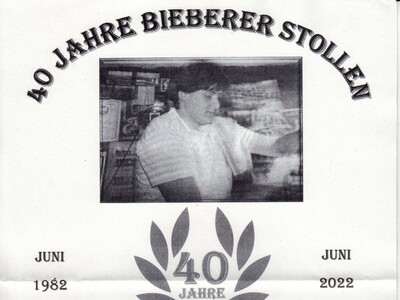 40 JAHRE BIEBERER STOLLEN
JUNI
1982
JUNI
2022
40
JAHRE